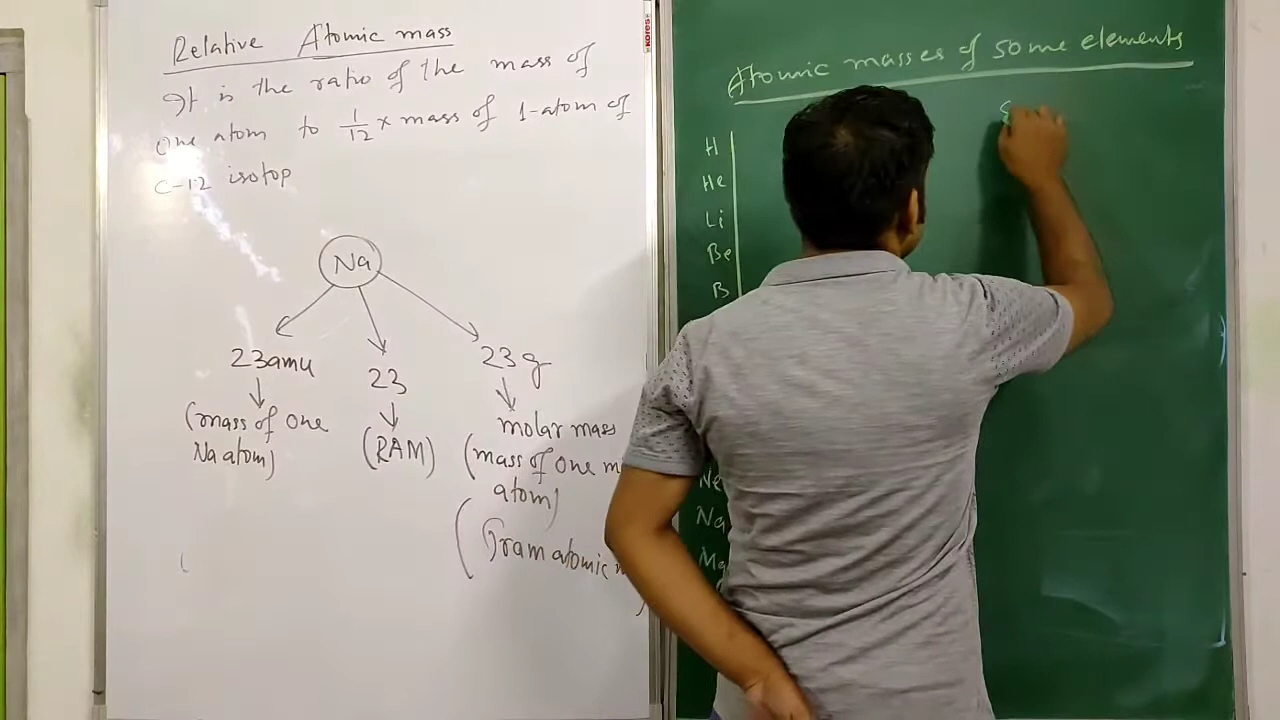 Relative Atomic mass
It is the ratio of the mass of
One atom to 1/12 x mass of 1-atom of
C-12 isotop
Na
23amu
23
23g
(mass of one
Na atom)
(RAM)
molar mass
(mass of one m
atom)
(Gram atomic
kores
Atomic masses of some elements
H
He
Li
Be
B
Ne
Na
Mg